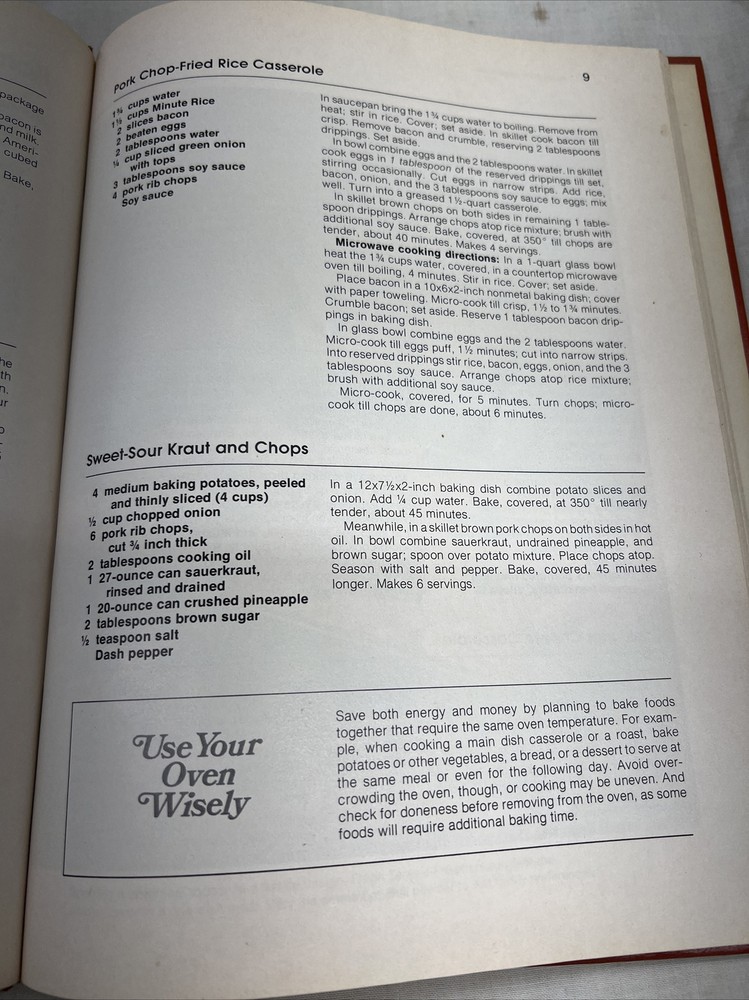 package
bacon is
nd milk.
Ameri-
cubed
Bake,
he
th
n.
ur
Pork Chop-Fried Rice Casserole
9
1¾ cups water
1½ cups Minute Rice
2 slices bacon
2 beaten eggs
2 tablespoons water
¼ cup sliced green onion
with tops
3 tablespoons soy sauce
4 pork rib chops
Soy sauce
In saucepan bring the 1¾ cups water to boiling. Remove from
heat; stir in rice. Cover; set aside. In skillet cook bacon till
crisp. Remove bacon and crumble, reserving 2 tablespoons
drippings. Set aside.
In bowl combine eggs and the 2 tablespoons water. In skillet
cook eggs in 1 tablespoon of the reserved drippings till set,
stirring occasionally. Cut eggs in narrow strips. Add rice,
bacon, onion, and the 3 tablespoons soy sauce to eggs; mix
well. Turn into a greased 1½-quart casserole.
In skillet brown chops on both sides in remaining 1 table-
spoon drippings. Arrange chops atop rice mixture; brush with
additional soy sauce. Bake, covered, at 350° till chops are
tender, about 40 minutes. Makes 4 servings.
Microwave cooking directions: In a 1-quart glass bowl
heat the 1¾ cups water, covered, in a countertop microwave
oven till boiling, 4 minutes. Stir in rice. Cover; set aside.
Place bacon in a 10x6x2-inch nonmetal baking dish; cover
with paper toweling. Micro-cook till crisp, 1½ to 1¾ minutes.
Crumble bacon; set aside. Reserve 1 tablespoon bacon drip-
pings in baking dish.
In glass bowl combine eggs and the 2 tablespoons water.
Micro-cook till eggs puff, 1½ minutes; cut into narrow strips.
Into reserved drippings stir rice, bacon, eggs, onion, and the 3
tablespoons soy sauce. Arrange chops atop rice mixture;
brush with additional soy sauce.
Micro-cook, covered, for 5 minutes. Turn chops; micro-
cook till chops are done, about 6 minutes.
Sweet-Sour Kraut and Chops
4 medium baking potatoes, peeled
and thinly sliced (4 cups)
½ cup chopped onion
6 pork rib chops,
cut ¾ inch thick
2 tablespoons cooking oil
1 27-ounce can sauerkraut,
rinsed and drained
1 20-ounce can crushed pineapple
2 tablespoons brown sugar
½ teaspoon salt
Dash pepper
In a 12x7½x2-inch baking dish combine potato slices and
onion. Add ¼ cup water. Bake, covered, at 350° till nearly
tender, about 45 minutes.
Meanwhile, in a skillet brown pork chops on both sides in hot
oil. In bowl combine sauerkraut, undrained pineapple, and
brown sugar; spoon over potato mixture. Place chops atop.
Season with salt and pepper. Bake, covered, 45 minutes
longer. Makes 6 servings.
Use Your
Oven
Wisely
Save both energy and money by planning to bake foods
together that require the same oven temperature. For exam-
ple, when cooking a main dish casserole or a roast, bake
potatoes or other vegetables, a bread, or a dessert to serve at
the same meal or even for the following day. Avoid over-
crowding the oven, though, or cooking may be uneven. And
check for doneness before removing from the oven, as some
foods will require additional baking time.